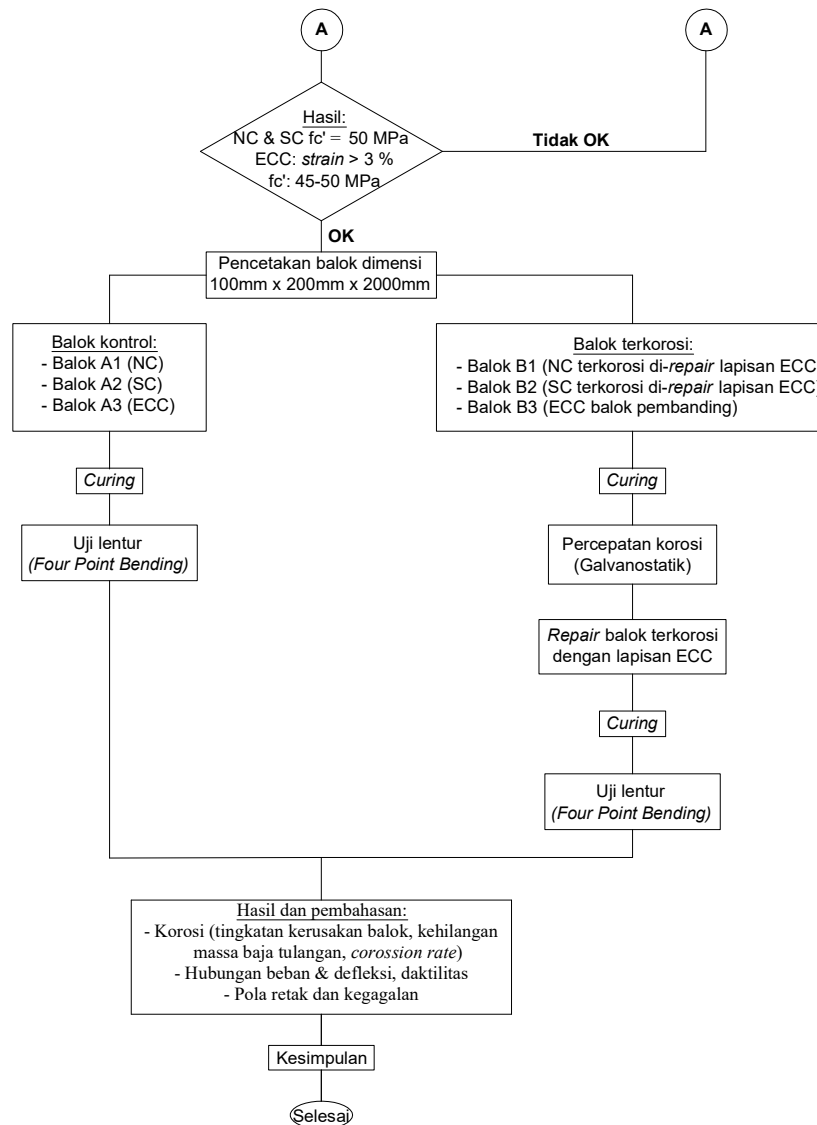 A
A
Hasil:
NC & SC fc' = 50 MPa
ECC: strain > 3 %
fc': 45-50 MPa
Tidak OK
OK
Pencetakan balok dimensi
100mm x 200mm x 2000mm
Balok kontrol:
- Balok A1 (NC)
- Balok A2 (SC)
- Balok A3 (ECC)
Curing
Uji lentur
(Four Point Bending)
Balok terkorosi:
- Balok B1 (NC terkorosi di-repair lapisan ECC
- Balok B2 (SC terkorosi di-repair lapisan ECC)
- Balok B3 (ECC balok pembanding)
Curing
Percepatan korosi
(Galvanostatik)
Repair balok terkorosi
dengan lapisan ECC
Curing
Uji lentur
(Four Point Bending)
Hasil dan pembahasan:
- Korosi (tingkatan kerusakan balok, kehilangan
massa baja tulangan, corossion rate)
- Hubungan beban & defleksi, daktilitas
- Pola retak dan kegagalan
Kesimpulan
Selesai